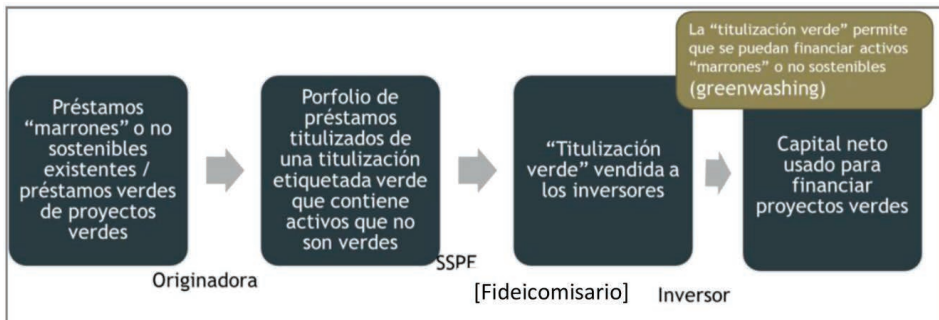 La “titulización verde” permite
que se puedan financiar activos
“marrones” o no sostenibles
(greenwashing)
Préstamos
“marrones” o no
sostenibles
existentes /
préstamos verdes
de proyectos
verdes
Porfolio de
préstamos
titulizados de
una titulización
etiquetada verde
que contiene
activos que no
son verdes
“Titulización
verde” vendida a
los inversores
Capital neto
usado para
financiar
proyectos verdes
Originadora
SSPE
[Fideicomisario]
Inversor